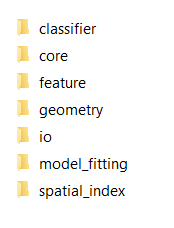 classifier
core
feature
geometry
io
model_fitting
spatial_index